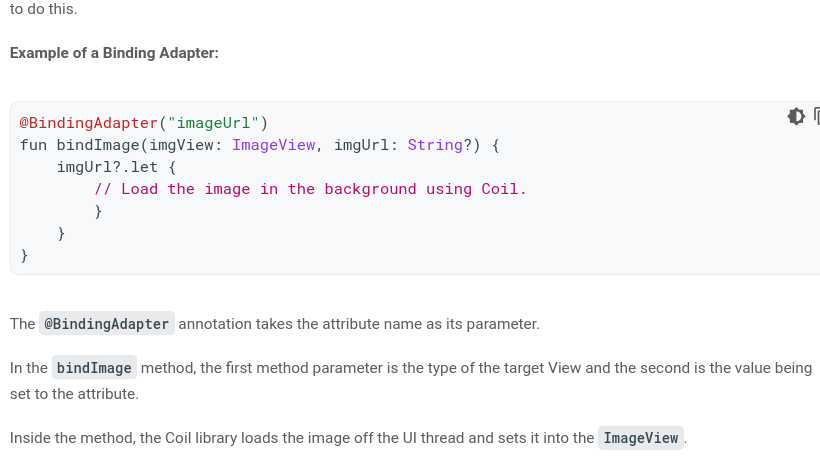 to do this.
Example of a Binding Adapter:
@BindingAdapter("imageUrl")
fun bindImage(imgView: ImageView, imgUrl: String?) {
    imgUrl?.let {
        // Load the image in the background using Coil.
        }
    }
}
The @BindingAdapter annotation takes the attribute name as its parameter.
In the bindImage method, the first method parameter is the type of the target View and the second is the value being
set to the attribute.
Inside the method, the Coil library loads the image off the UI thread and sets it into the ImageView.